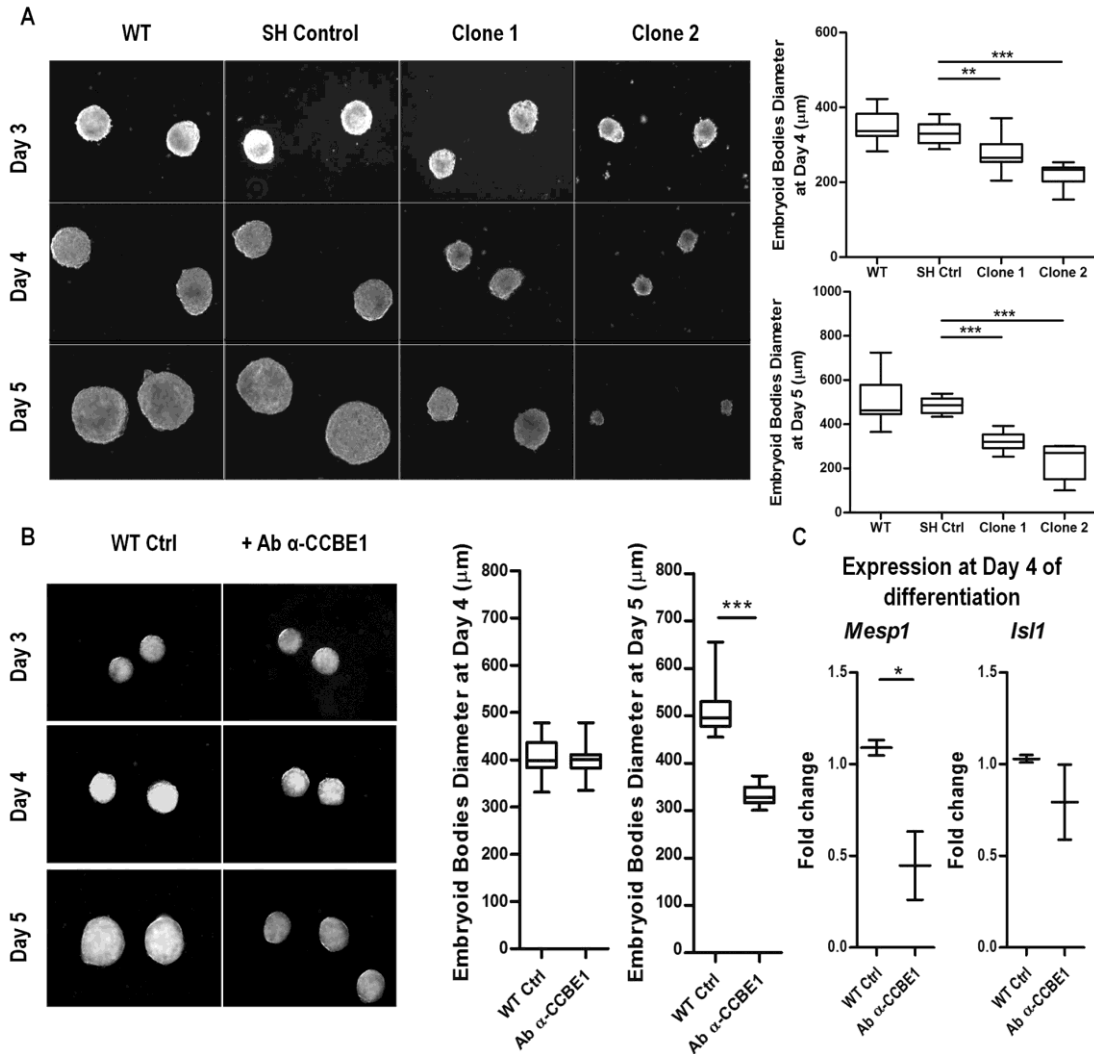 A
WT
SH Control
Clone 1
Clone 2
Day 3
Day 4
Day 5
Embryoid Bodies Diameter
at Day 4 (μm)
600
400
200
0
**
***
WT
SH Ctrl
Clone 1
Clone 2
Embryoid Bodies Diameter
at Day 5 (μm)
1000
800
600
400
200
0
***
***
WT
SH Ctrl
Clone 1
Clone 2
B
WT Ctrl
+ Ab α-CCBE1
Day 3
Day 4
Day 5
Embryoid Bodies Diameter at Day 4 (μm)
800
700
600
500
400
300
200
100
0
WT Ctrl
Ab α-CCBE1
Embryoid Bodies Diameter at Day 5 (μm)
800
700
600
500
400
300
200
100
0
***
WT Ctrl
Ab α-CCBE1
C
Expression at Day 4 of
differentiation
Mesp1
Fold change
1.5
1.0
0.5
0.0
*
WT Ctrl
Ab α-CCBE1
Isl1
Fold change
1.5
1.0
0.5
0.0
WT Ctrl
Ab α-CCBE1